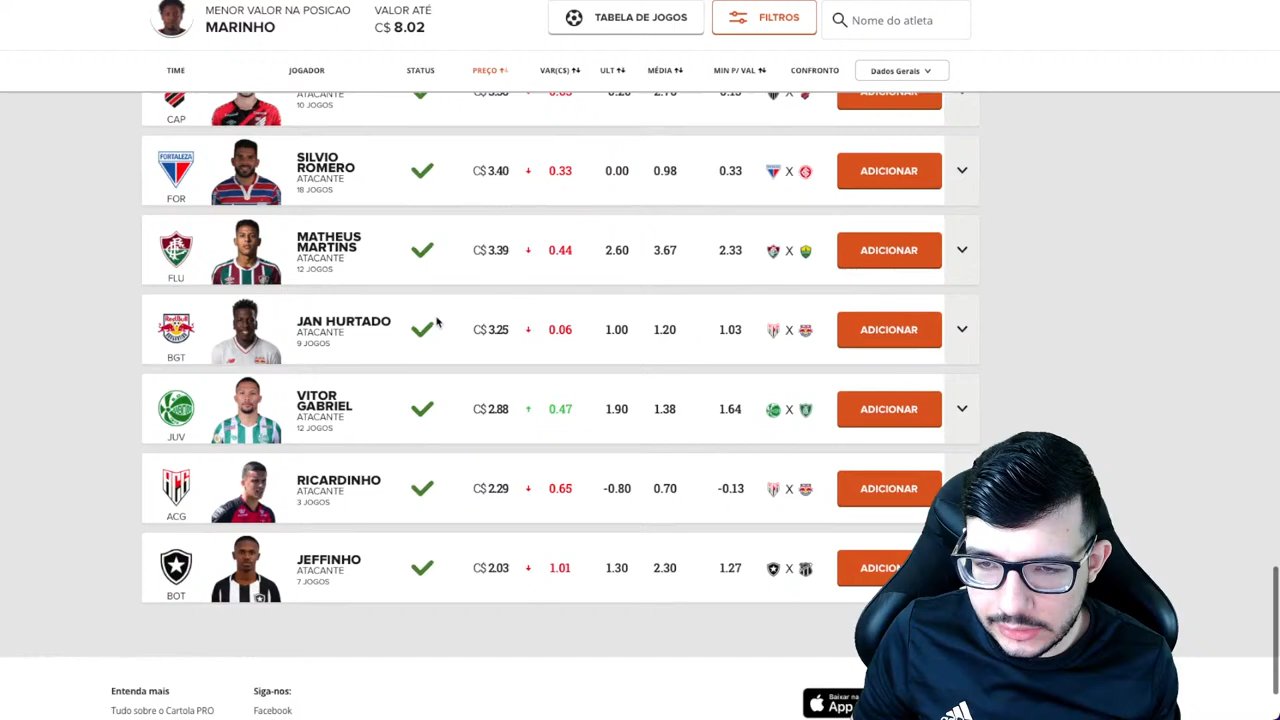 MENOR VALOR NA POSICAO
MARINHO
VALOR ATÉ
C$ 8.02
TABELA DE JOGOS
FILTROS
Nome do atleta
TIME JOGADOR STATUS PREÇO VAR(C$) ULT MÉDIA MIN P/ VAL CONFRONTO Dados Gerais
CAP
ATACANTE
10 JOGOS
ADICIONAR
FOR
SILVIO
ROMERO
ATACANTE
18 JOGOS
C$ 3.40 0.33 0.00 0.98 0.33 X ADICIONAR
FLU
MATHEUS
MARTINS
ATACANTE
12 JOGOS
C$ 3.39 0.44 2.60 3.67 2.33 X ADICIONAR
BGT
JAN HURTADO
ATACANTE
9 JOGOS
C$ 3.25 0.06 1.00 1.20 1.03 X ADICIONAR
JUV
VITOR
GABRIEL
ATACANTE
12 JOGOS
C$ 2.88 0.47 1.90 1.38 1.64 X ADICIONAR
ACG
RICARDINHO
ATACANTE
3 JOGOS
C$ 2.29 0.65 -0.80 0.70 -0.13 X ADICIONAR
BOT
JEFFINHO
ATACANTE
7 JOGOS
C$ 2.03 1.01 1.30 2.30 1.27 X ADICION
Entenda mais
Tudo sobre o Cartola PRO
Siga-nos:
Facebook
Baixar na
App